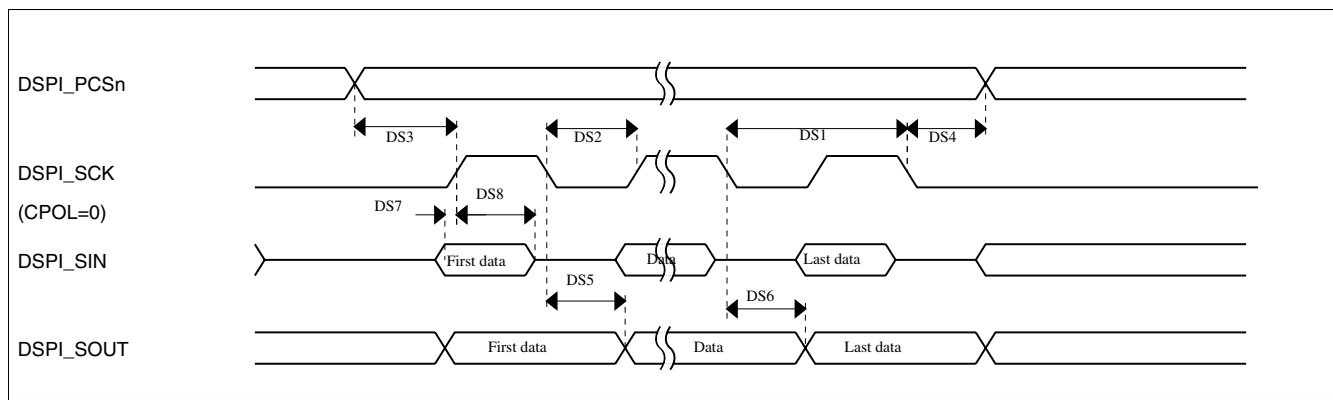 DSPI_PCSn
DS3
DS2
DS1
DS4
DSPI_SCK
(CPOL=0)
DS7
DS8
DSPI_SIN
First data
Data
Last data
DS5
DS6
DSPI_SOUT
First data
Data
Last data